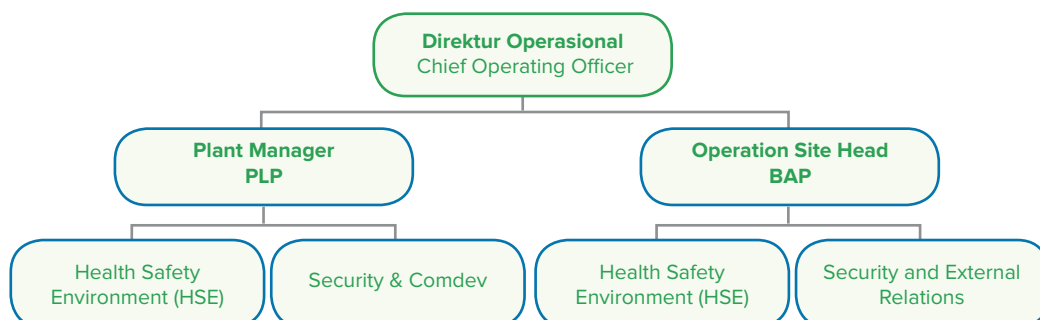 Direktur Operasional
Chief Operating Officer
Plant Manager
PLP
Operation Site Head
BAP
Health Safety
Environment (HSE)
Security & Comdev
Health Safety
Environment (HSE)
Security and External
Relations